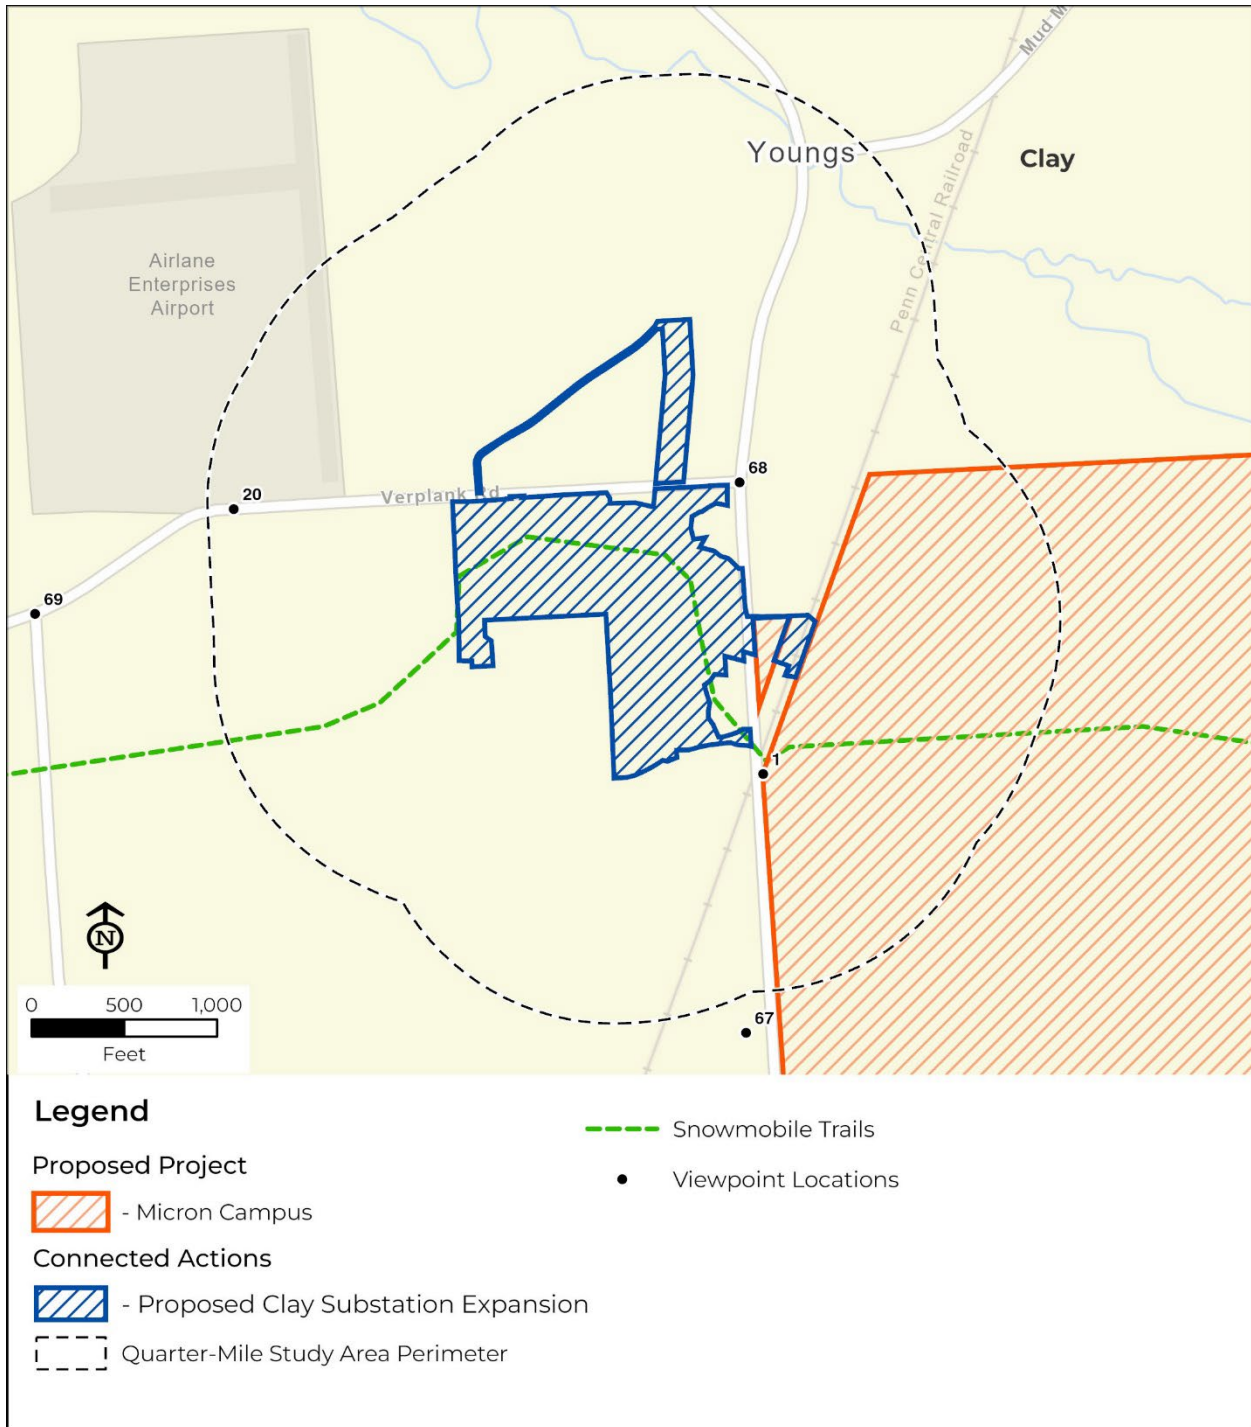 Mud M
Youngs
Clay
Penn Central Railroad
Airlane
Enterprises
Airport
68
20
Verplank Rd
69
1
N
67
0 500 1,000
Feet
Legend
Proposed Project
- Micron Campus
Connected Actions
- Proposed Clay Substation Expansion
Quarter-Mile Study Area Perimeter
Snowmobile Trails
Viewpoint Locations